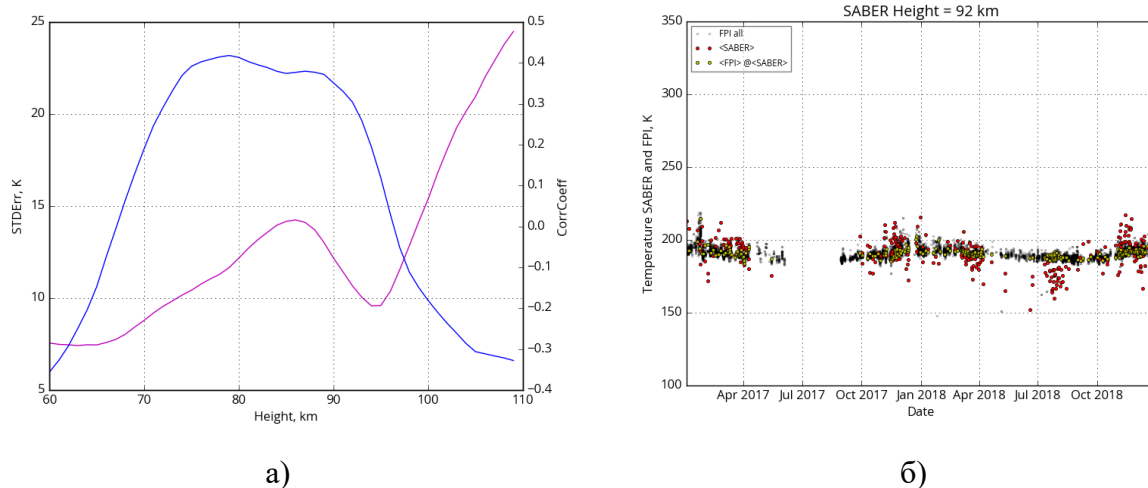 25
20
15
10
5
STDErr, K
60 70 80 90 100 110
Height, km
0.5
0.4
0.3
0.2
0.1
0.0
−0.1
−0.2
−0.3
−0.4
CorrCoeff
а)
SABER Height = 92 km
FPI all
<SABER>
<FPI> @<SABER>
350
300
250
200
150
100
Temperature SABER and FPI, K
Apr 2017 Jul 2017 Oct 2017 Jan 2018 Apr 2018 Jul 2018 Oct 2018
Date
б)